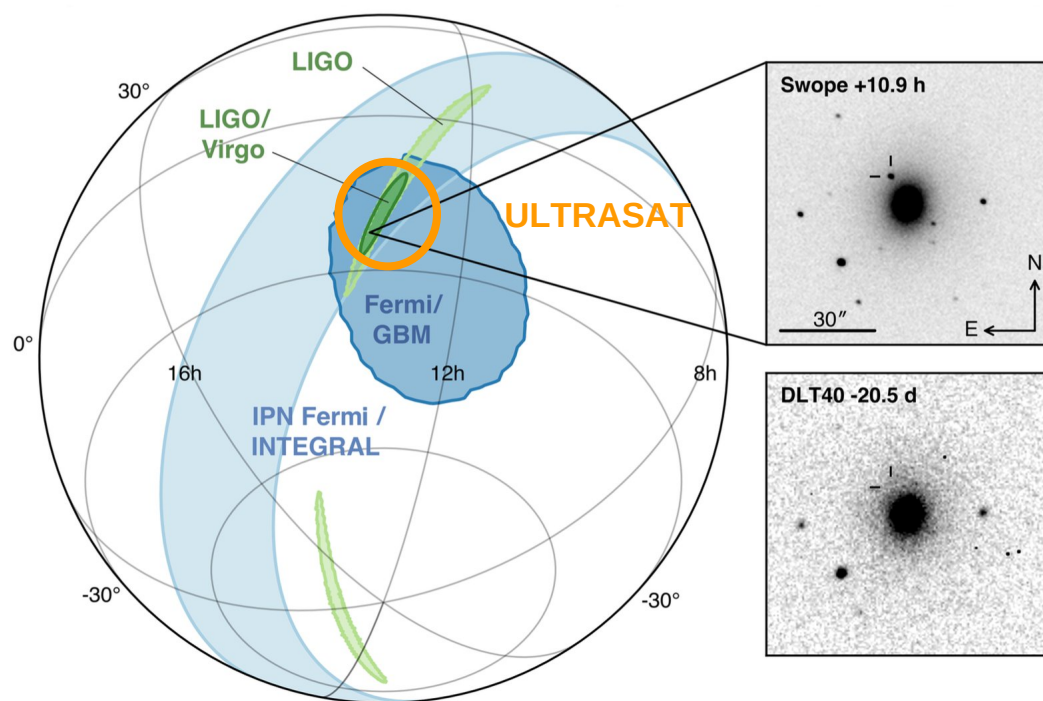 LIGO
30°
LIGO/
Virgo
ULTRASAT
Fermi/
GBM
0°
16h
12h
8h
IPN Fermi /
INTEGRAL
-30°
-30°
Swope +10.9 h
N
30″
E
DLT40 -20.5 d